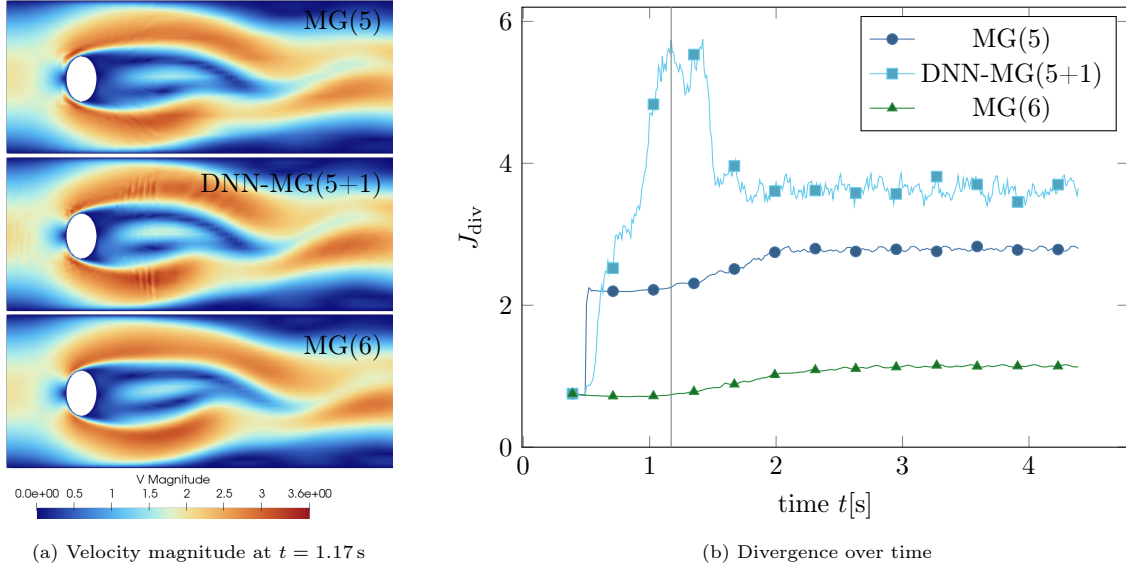 MG(5)
DNN-MG(5+1)
MG(6)
V Magnitude
0.0e+00 0.5 1 1.5 2 2.5 3 3.6e+00
(a) Velocity magnitude at t = 1.17 s
6
4
2
0
J_div
0 1 2 3 4
time t[s]
MG(5)
DNN-MG(5+1)
MG(6)
(b) Divergence over time